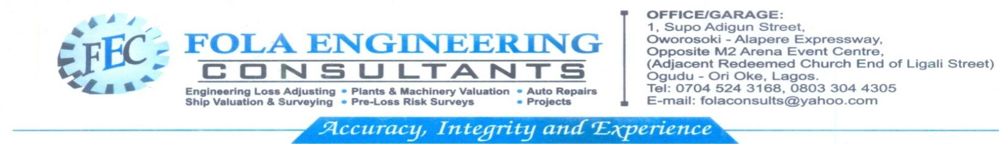 FEC
FOLA ENGINEERING
CONSULTANTS
Engineering Loss Adjusting • Plants & Machinery Valuation • Auto Repairs
Ship Valuation & Surveying • Pre-Loss Risk Surveys • Projects
OFFICE/GARAGE:
1, Supo Adigun Street,
Oworosoki - Alapere Expressway,
Opposite M2 Arena Event Centre,
(Adjacent Redeemed Church End of Ligali Street)
Ogudu - Ori Oke, Lagos.
Tel: 0704 524 3168, 0803 304 4305
E-mail: folaconsults@yahoo.com
Accuracy, Integrity and Experience